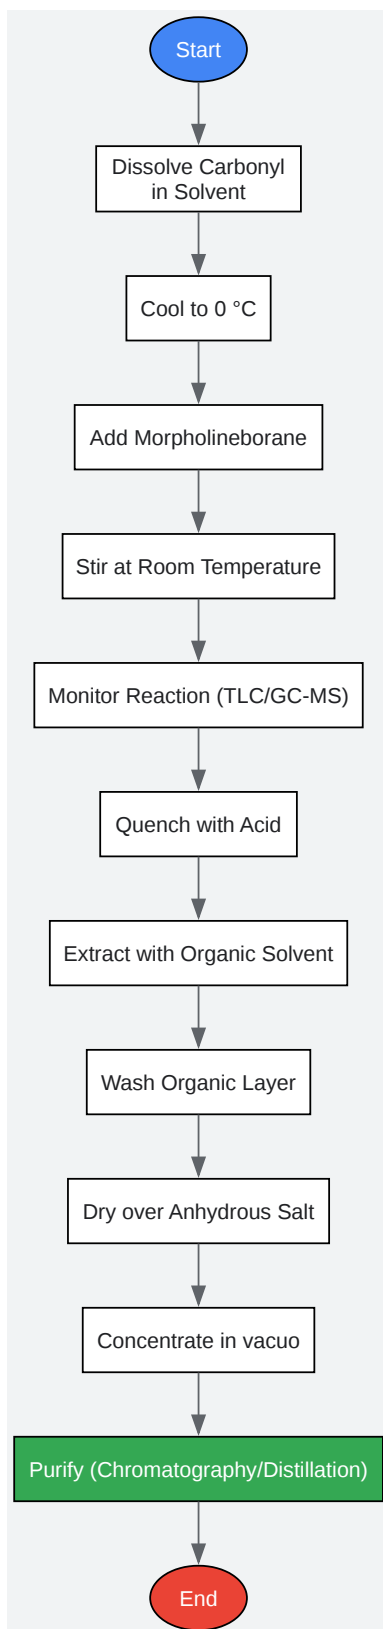 Start
Dissolve Carbonyl
in Solvent
Cool to 0 °C
Add Morpholineborane
Stir at Room Temperature
Monitor Reaction (TLC/GC-MS)
Quench with Acid
Extract with Organic Solvent
Wash Organic Layer
Dry over Anhydrous Salt
Concentrate in vacuo
Purify (Chromatography/Distillation)
End